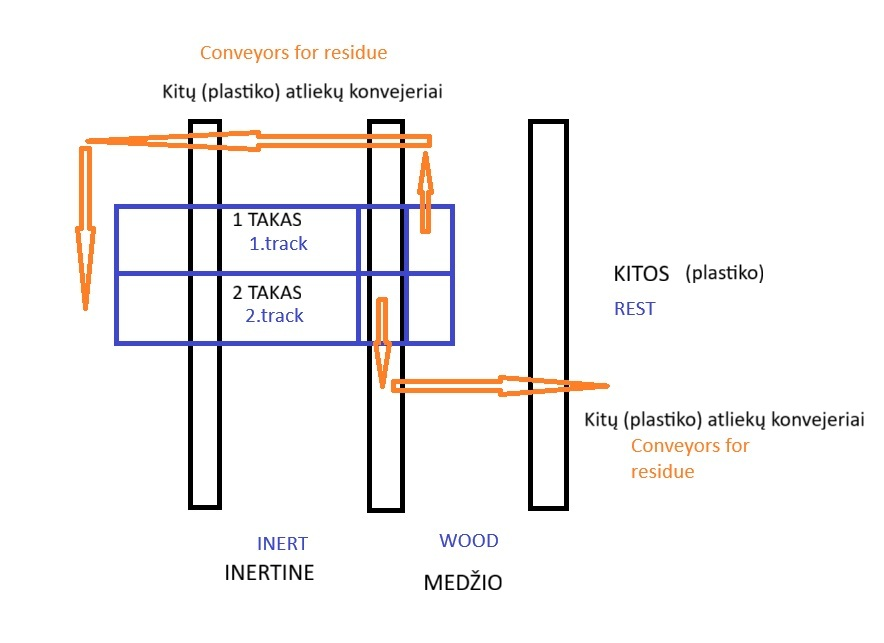 Conveyors for residue
Kitų (plastiko) atliekų konvejeriai
1 TAKAS
1.track
2 TAKAS
2.track
KITOS (plastiko)
REST
Kitų (plastiko) atliekų konvejeriai
Conveyors for
residue
INERT
INERTINE
WOOD
MEDŽIO